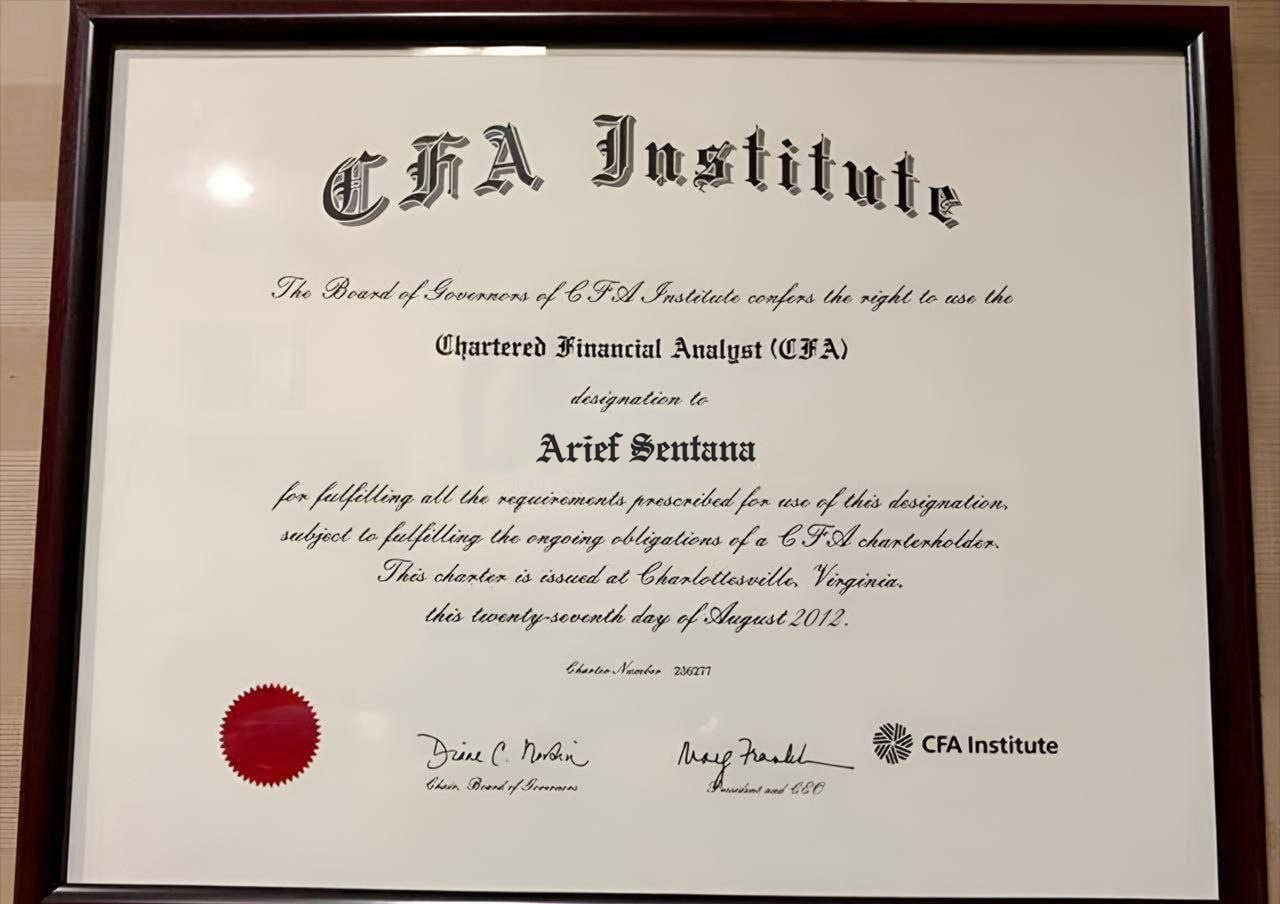 CFA Institute
The Board of Governors of CFA Institute confers the right to use the
Chartered Financial Analyst (CFA)
designation to
Arief Sentana
for fulfilling all the requirements prescribed for use of this designation,
subject to fulfilling the ongoing obligations of a CFA charterholder.
This charter is issued at Charlottesville, Virginia,
this twenty-seventh day of August 2012.
Charter Number
Diane C.
Chair, Board of Governors
President and CEO
CFA Institute